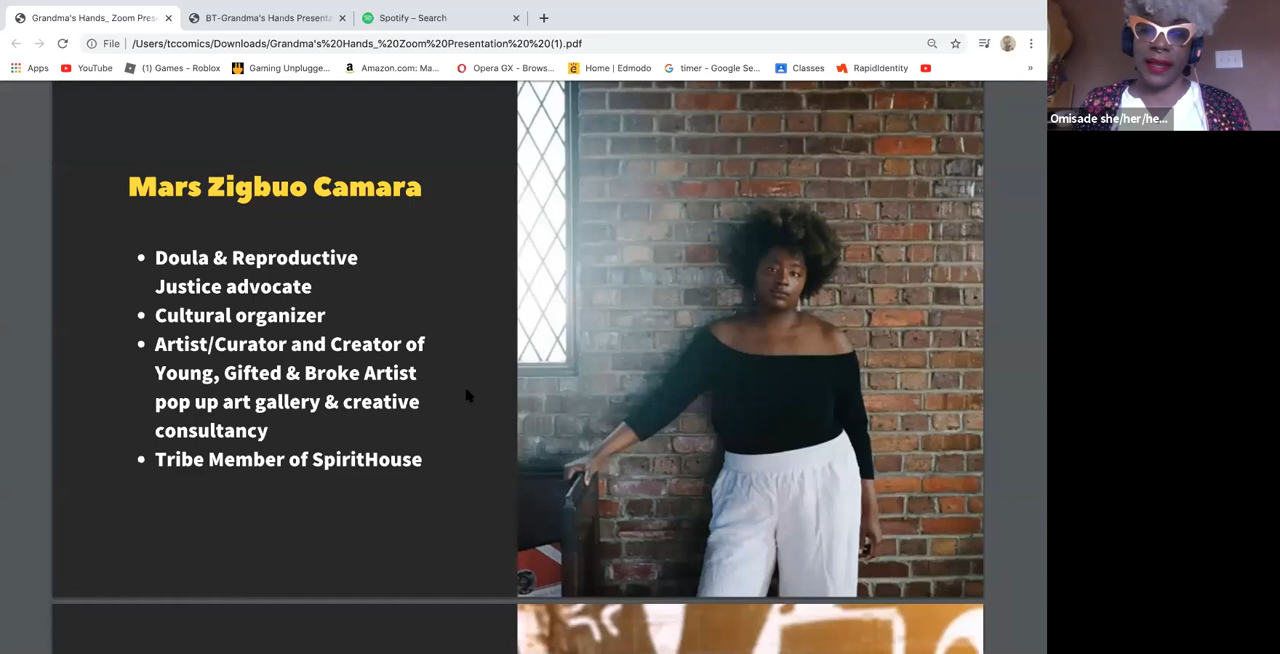 Grandma's Hands_ Zoom Pres
BT-Grandma's Hands Presenta
Spotify – Search
File
/Users/tccomics/Downloads/Grandma's%20Hands_%20Zoom%20Presentation%20%20(1).pdf
Apps
YouTube
(1) Games - Roblox
Gaming Unplugge...
Amazon.com: Ma...
Opera GX - Brows...
Home | Edmodo
timer - Google Se...
Classes
RapidIdentity
»
Omisade she/her/he...
Mars Zigbuo Camara
• Doula & Reproductive
Justice advocate
• Cultural organizer
• Artist/Curator and Creator of
Young, Gifted & Broke Artist
pop up art gallery & creative
consultancy
• Tribe Member of SpiritHouse